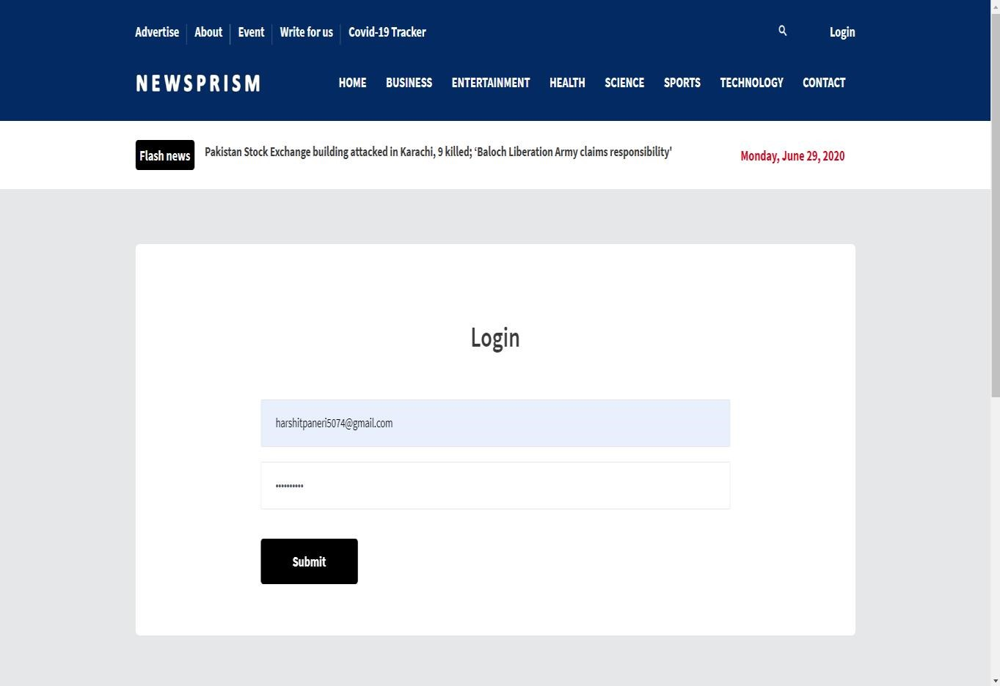 Advertise About Event Write for us Covid-19 Tracker Login
NEWSPRISM HOME BUSINESS ENTERTAINMENT HEALTH SCIENCE SPORTS TECHNOLOGY CONTACT
Flash news Pakistan Stock Exchange building attacked in Karachi, 9 killed; ‘Baloch Liberation Army claims responsibility' Monday, June 29, 2020
Login
harshitpaneri5074@gmail.com
••••••••••
Submit